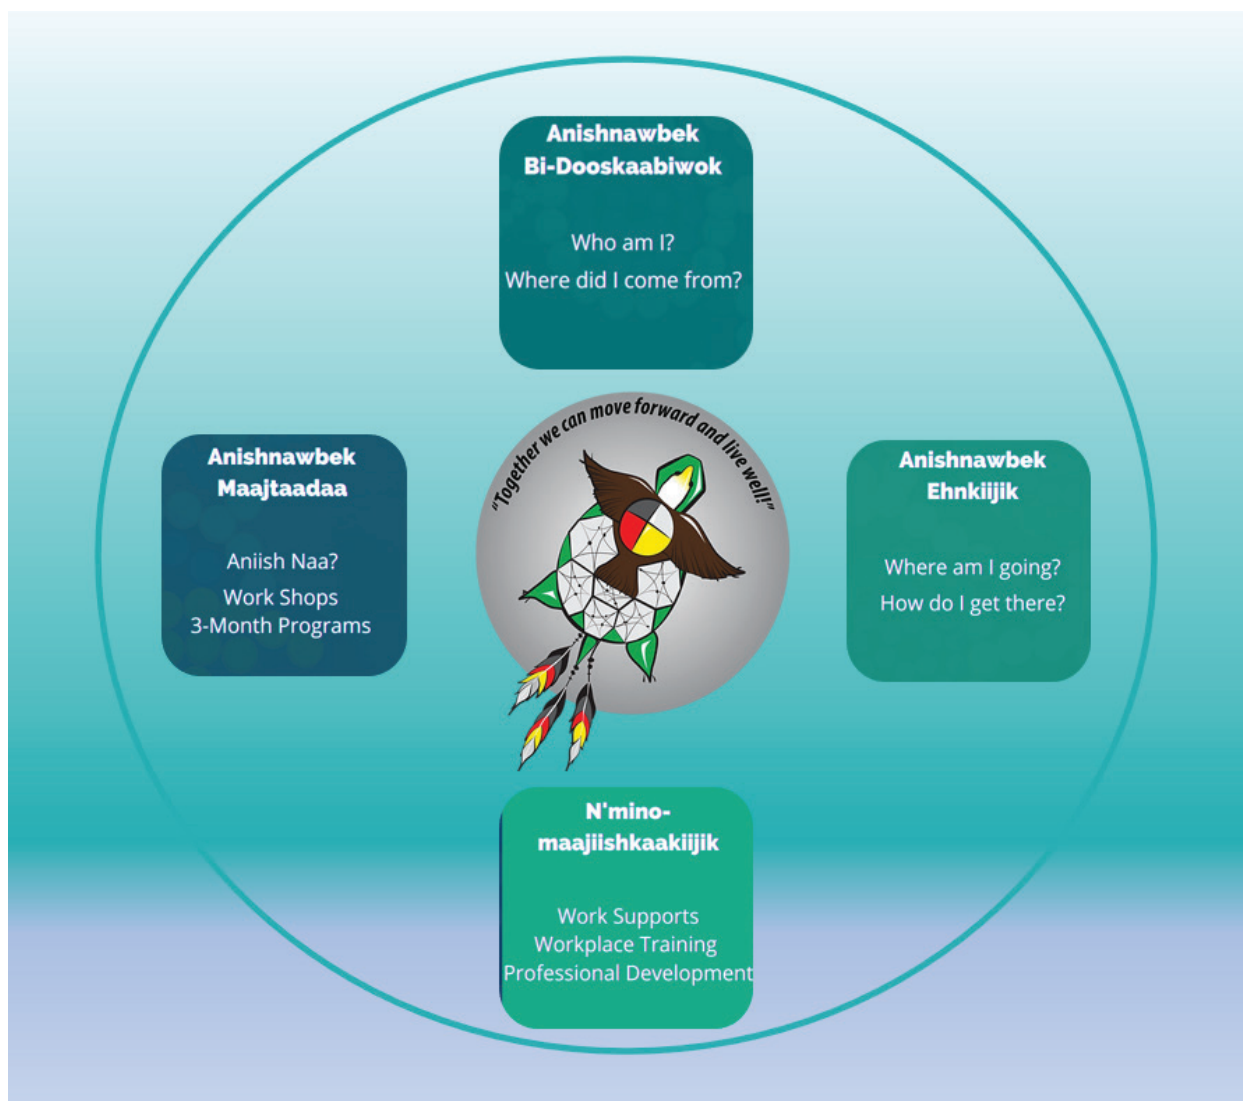 Anishnawbek
Bi-Dooskaabiwok
Who am I?
Where did I come from?
"Together we can move forward and live well!"
Anishnawbek
Maajtaadaa
Aniish Naa?
Work Shops
3-Month Programs
Anishnawbek
Ehnkiijik
Where am I going?
How do I get there?
N'mino-
maajiishkaakiijik
Work Supports
Workplace Training
Professional Development